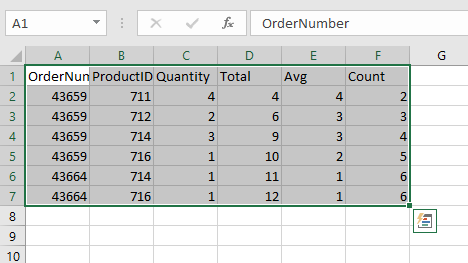 A1 fx OrderNumber
A B C D E F G
1 OrderNum ProductID Quantity Total Avg Count
2 43659 711 4 4 4 2
3 43659 712 2 6 3 3
4 43659 714 3 9 3 4
5 43659 716 1 10 2 5
6 43664 714 1 11 1 6
7 43664 716 1 12 1 6
8
9
10